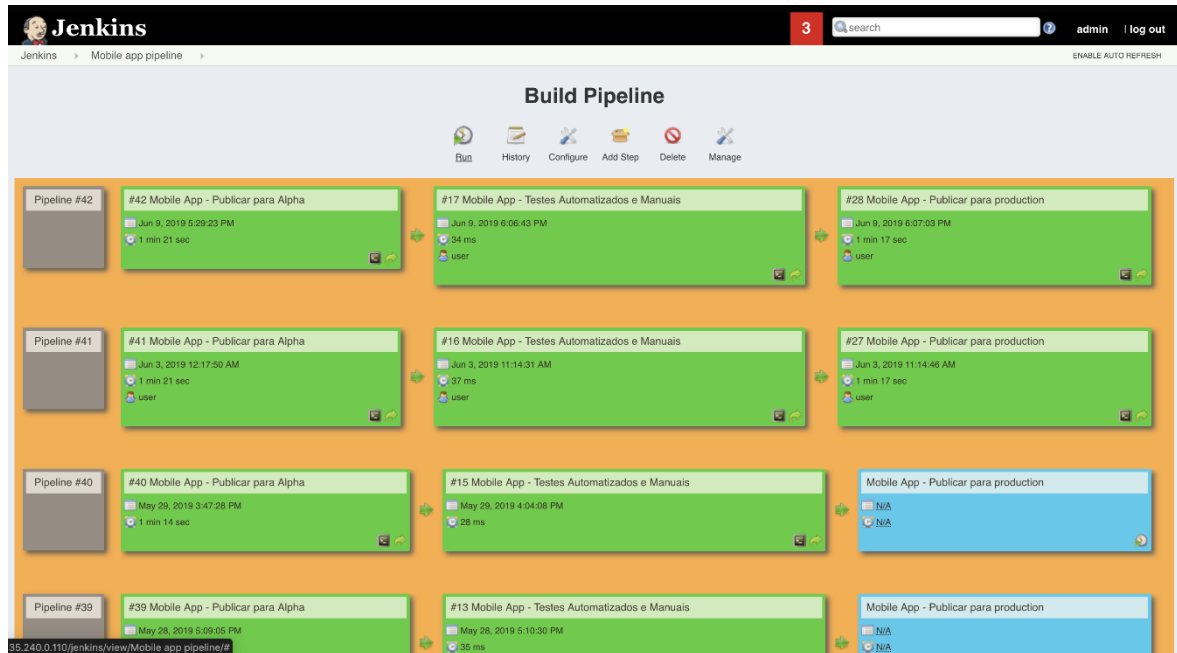 Jenkins
3
search
admin
| log out
Jenkins
Mobile app pipeline
ENABLE AUTO REFRESH
Build Pipeline
Run
History
Configure
Add Step
Delete
Manage
Pipeline #42
#42 Mobile App - Publicar para Alpha
Jun 9, 2019 5:29:23 PM
1 min 21 sec
#17 Mobile App - Testes Automatizados e Manuais
Jun 9, 2019 6:06:43 PM
34 ms
user
#28 Mobile App - Publicar para production
Jun 9, 2019 6:07:03 PM
1 min 17 sec
user
Pipeline #41
#41 Mobile App - Publicar para Alpha
Jun 3, 2019 12:17:50 AM
1 min 21 sec
user
#16 Mobile App - Testes Automatizados e Manuais
Jun 3, 2019 11:14:31 AM
37 ms
user
#27 Mobile App - Publicar para production
Jun 3, 2019 11:14:46 AM
1 min 17 sec
user
Pipeline #40
#40 Mobile App - Publicar para Alpha
May 29, 2019 3:47:28 PM
1 min 14 sec
#15 Mobile App - Testes Automatizados e Manuais
May 29, 2019 4:04:08 PM
28 ms
Mobile App - Publicar para production
N/A
N/A
Pipeline #39
#39 Mobile App - Publicar para Alpha
May 28, 2019 5:09:05 PM
#13 Mobile App - Testes Automatizados e Manuais
May 28, 2019 5:10:30 PM
35 ms
Mobile App - Publicar para production
N/A
N/A
35.240.0.110/jenkins/view/Mobile app pipeline/#